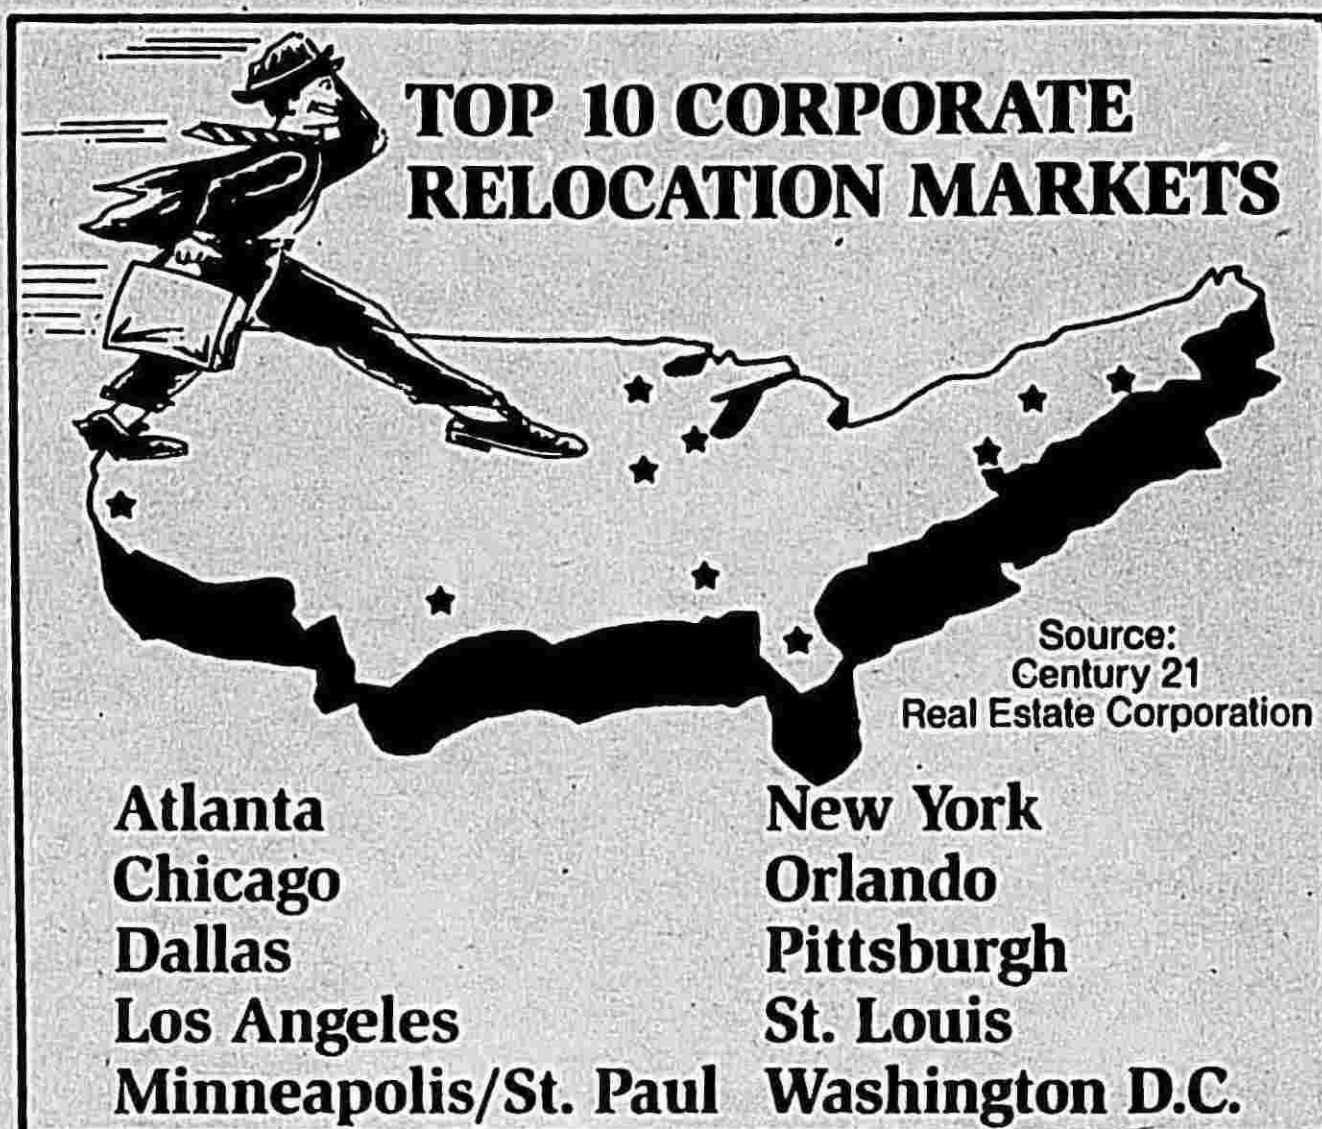 TOP 10 CORPORATE
RELOCATION MARKETS
Source:
Century 21
Real Estate Corporation
Atlanta
Chicago
Dallas
Los Angeles
Minneapolis/St. Paul
New York
Orlando
Pittsburgh
St. Louis
Washington D.C.